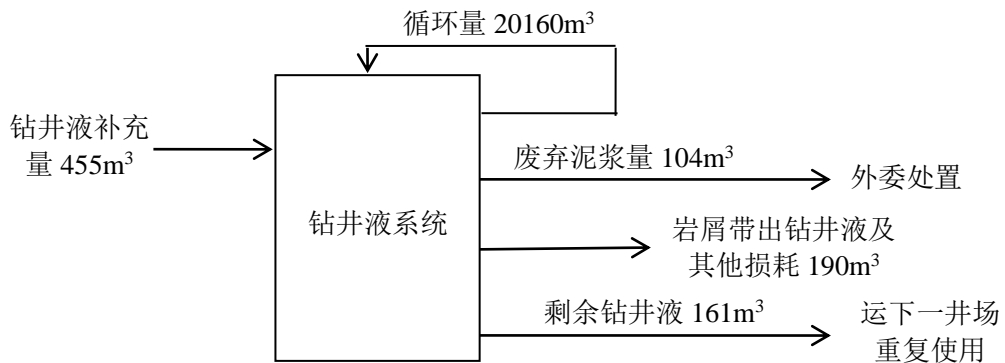 循环量 20160m³
钻井液补充
量 455m³
钻井液系统
废弃泥浆量 104m³
外委处置
岩屑带出钻井液及
其他损耗 190m³
剩余钻井液 161m³
运下一井场
重复使用